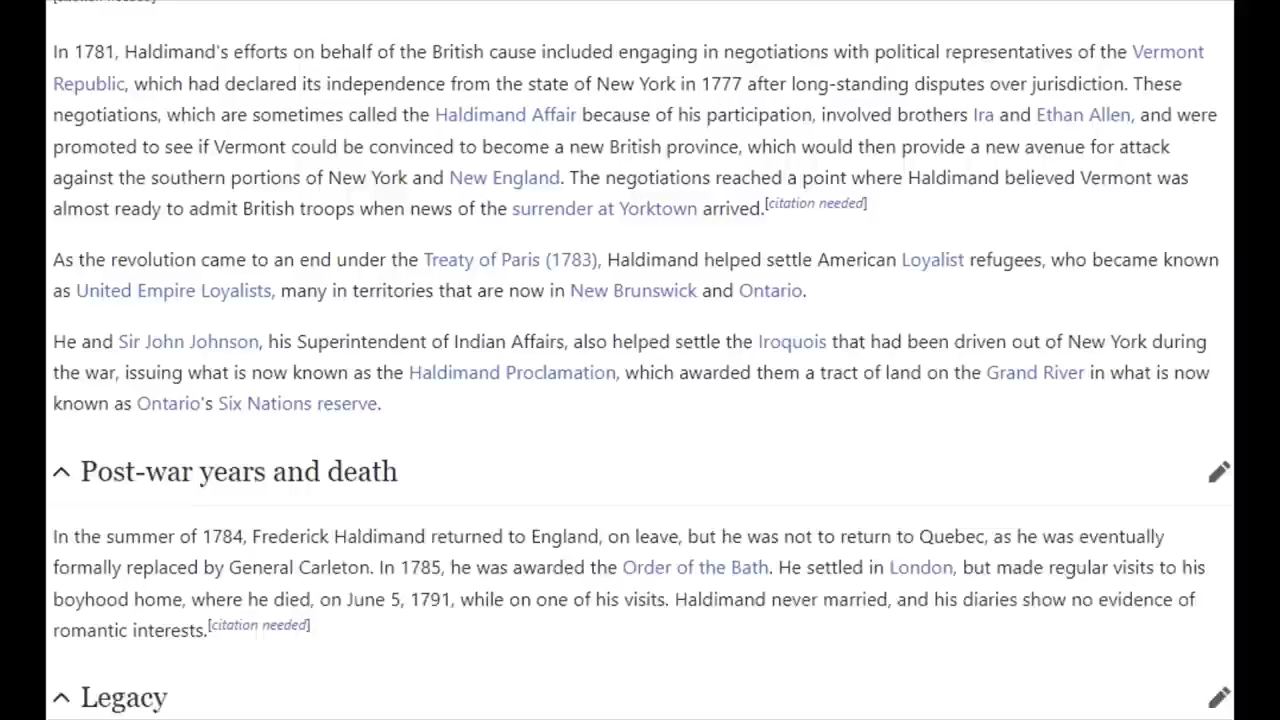 [citation needed]
In 1781, Haldimand's efforts on behalf of the British cause included engaging in negotiations with political representatives of the Vermont
Republic, which had declared its independence from the state of New York in 1777 after long-standing disputes over jurisdiction. These
negotiations, which are sometimes called the Haldimand Affair because of his participation, involved brothers Ira and Ethan Allen, and were
promoted to see if Vermont could be convinced to become a new British province, which would then provide a new avenue for attack
against the southern portions of New York and New England. The negotiations reached a point where Haldimand believed Vermont was
almost ready to admit British troops when news of the surrender at Yorktown arrived.[citation needed]
As the revolution came to an end under the Treaty of Paris (1783), Haldimand helped settle American Loyalist refugees, who became known
as United Empire Loyalists, many in territories that are now in New Brunswick and Ontario.
He and Sir John Johnson, his Superintendent of Indian Affairs, also helped settle the Iroquois that had been driven out of New York during
the war, issuing what is now known as the Haldimand Proclamation, which awarded them a tract of land on the Grand River in what is now
known as Ontario's Six Nations reserve.
Post-war years and death
In the summer of 1784, Frederick Haldimand returned to England, on leave, but he was not to return to Quebec, as he was eventually
formally replaced by General Carleton. In 1785, he was awarded the Order of the Bath. He settled in London, but made regular visits to his
boyhood home, where he died, on June 5, 1791, while on one of his visits. Haldimand never married, and his diaries show no evidence of
romantic interests.[citation needed]
Legacy